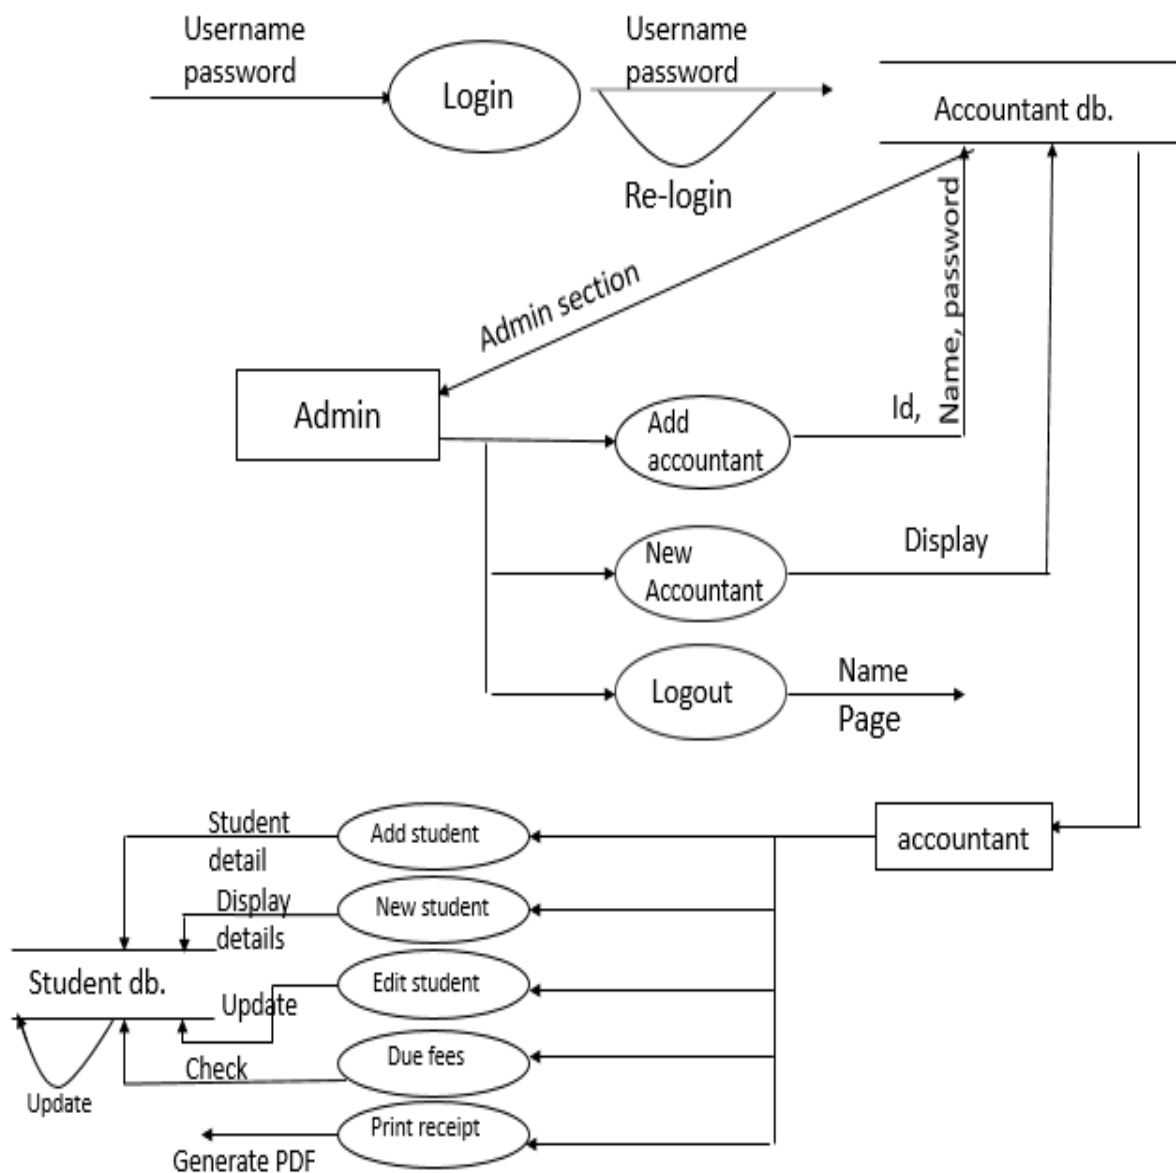 Username
password
Login
Username
password
Re-login
Accountant db.
Admin section
Name, password
Id,
Admin
Add
accountant
New
Accountant
Display
Logout
Name
Page
accountant
Student
detail
Add student
Display
details
New student
Student db.
Update
Edit student
Check
Due fees
Update
Print receipt
Generate PDF